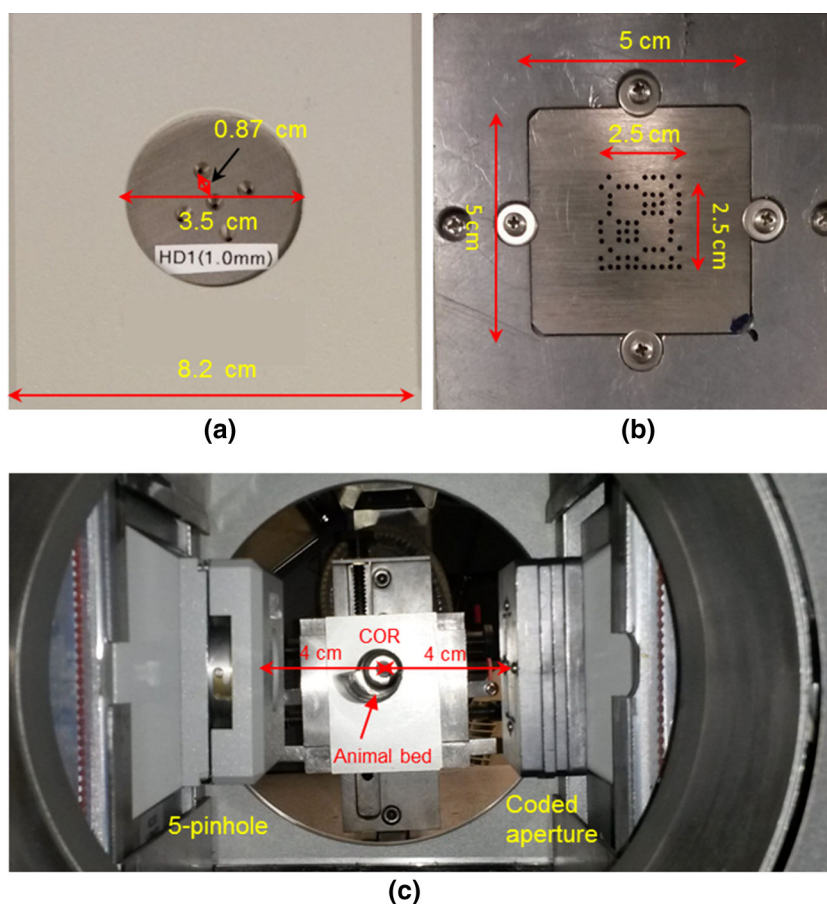 0.87 cm
3.5 cm
HD1(1.0mm)
8.2 cm
(a)
5 cm
2.5 cm
5 cm
2.5 cm
(b)
COR
4 cm
4 cm
Animal bed
5-pinhole
Coded
aperture
(c)